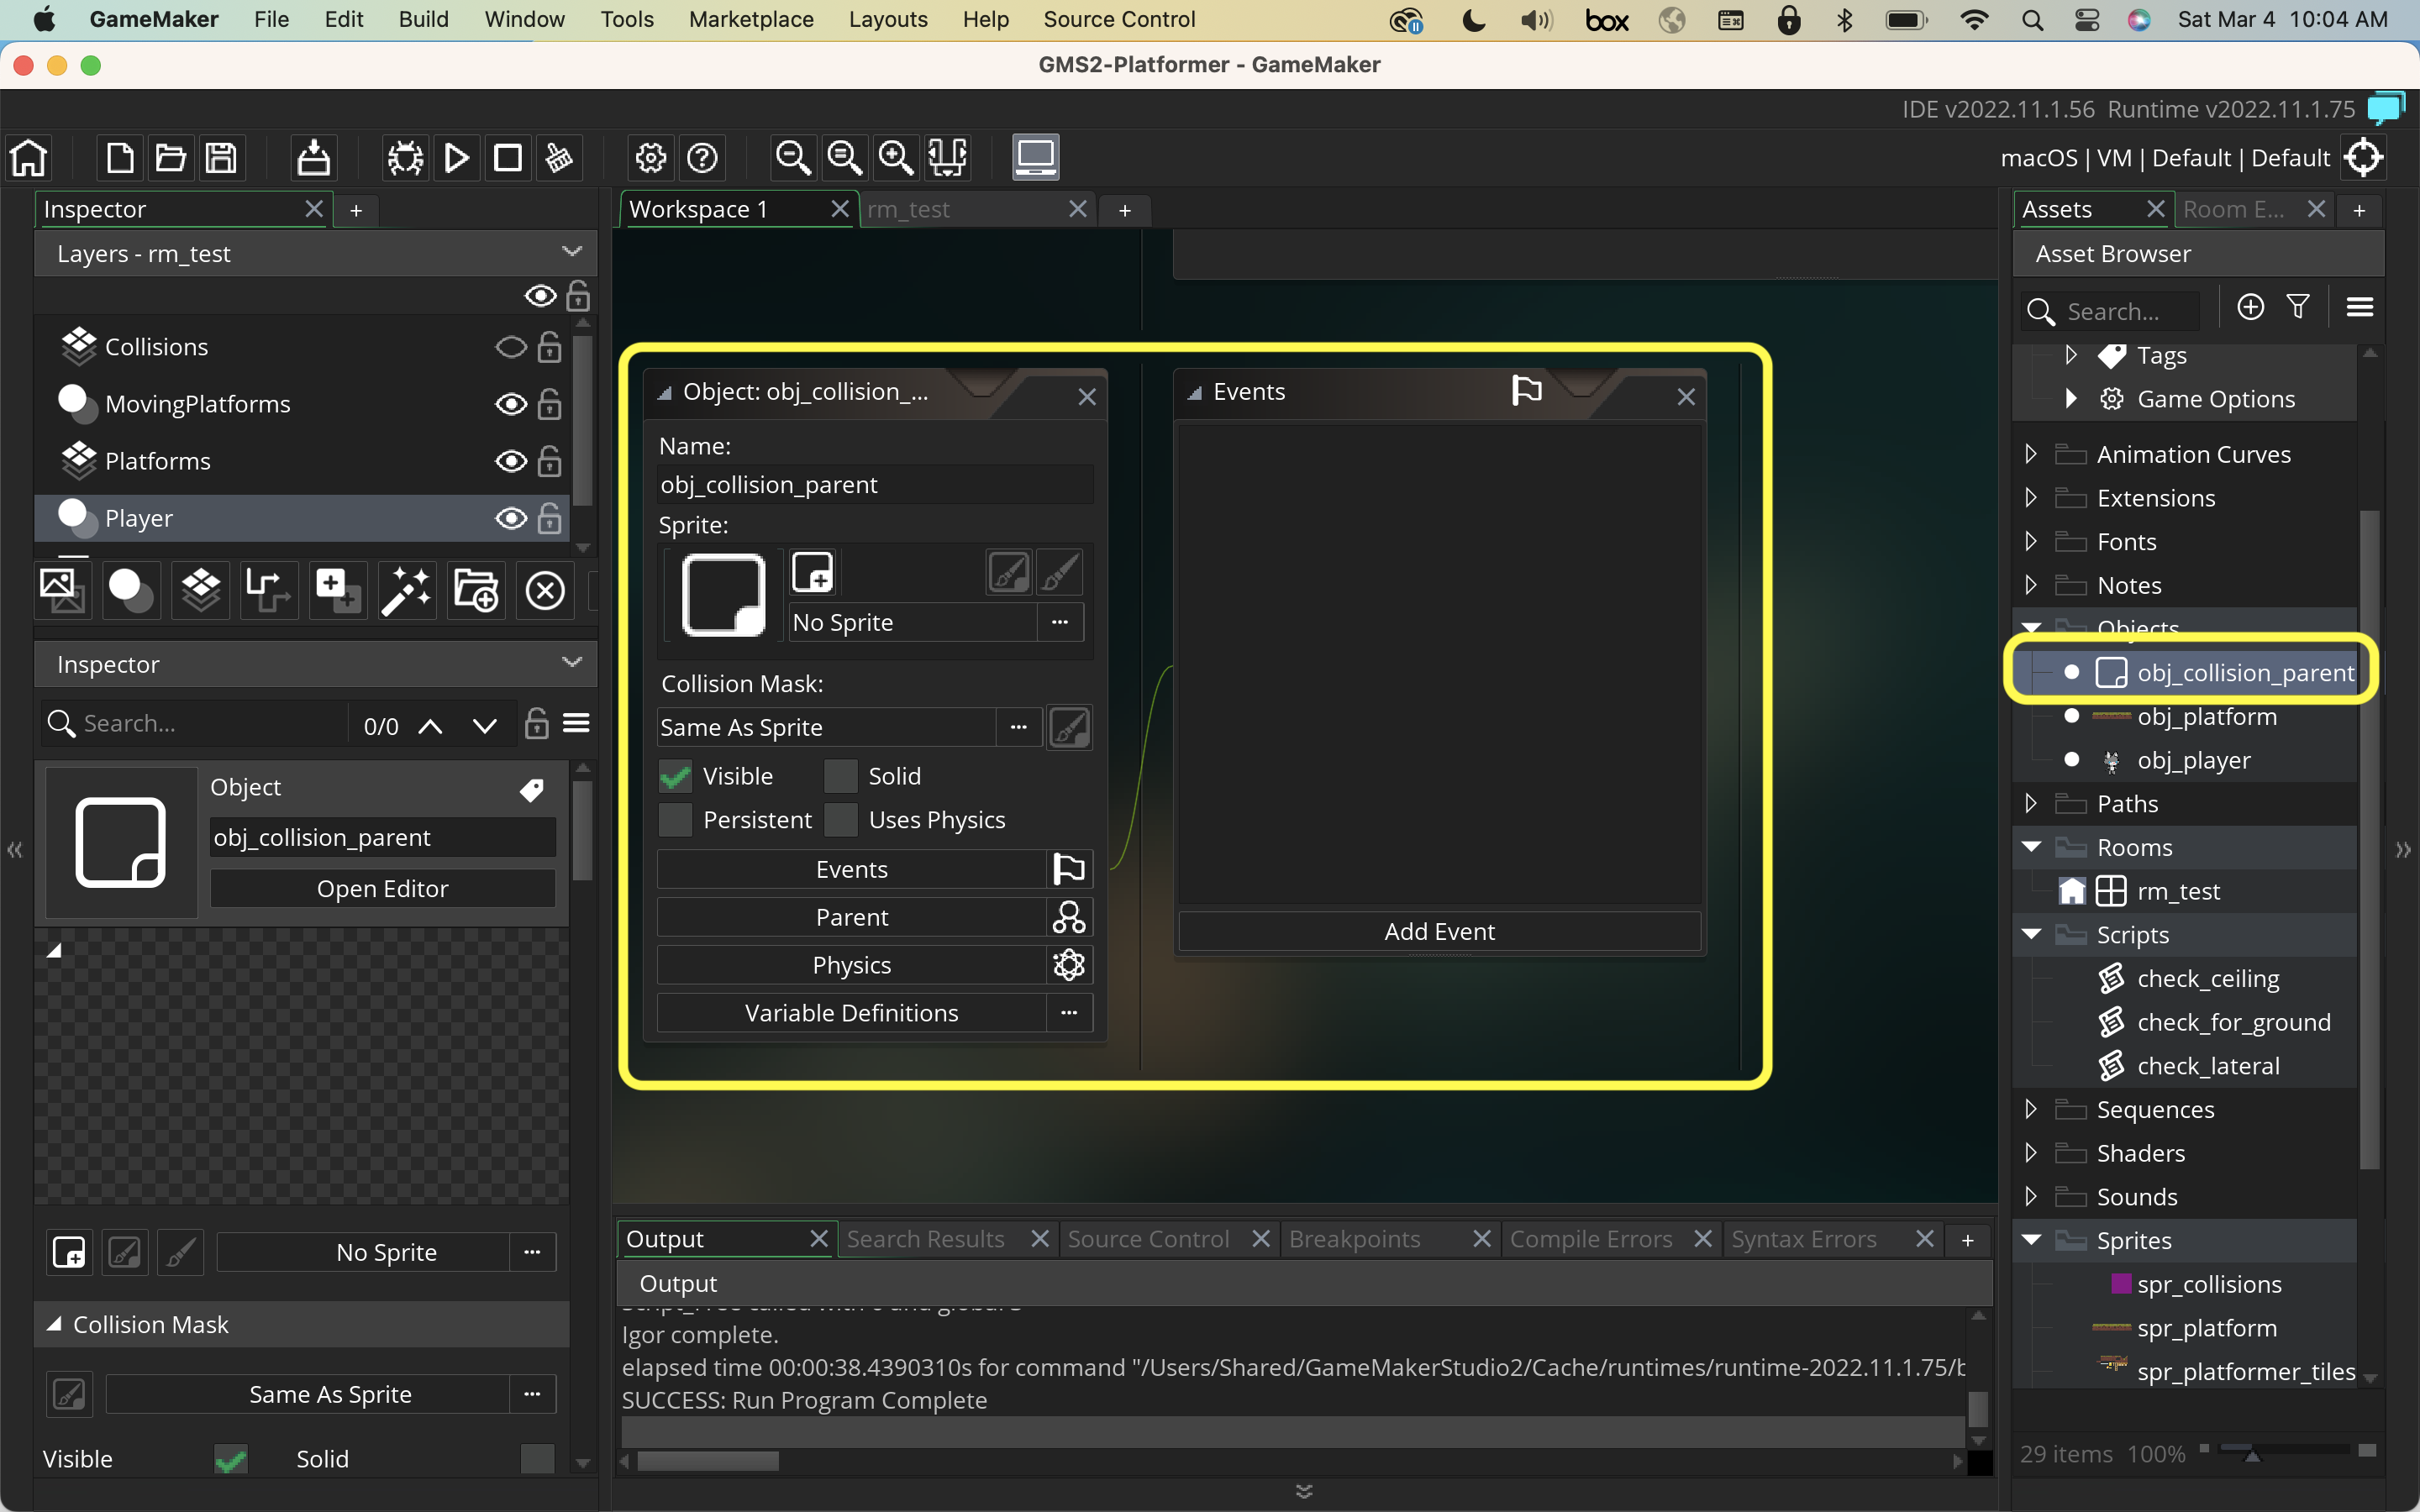 GameMaker File Edit Build Window Tools Marketplace Layouts Help Source Control box Sat Mar 4 10:04 AM
GMS2-Platformer - GameMaker
IDE v2022.11.1.56 Runtime v2022.11.1.75
macOS | VM | Default | Default
Inspector
Layers - rm_test
Collisions
MovingPlatforms
Platforms
Player
Inspector
Search...
0/0
Object
obj_collision_parent
Open Editor
No Sprite
...
Collision Mask
Same As Sprite
...
Visible
Solid
Workspace 1
rm_test
Object: obj_collision_...
Name:
obj_collision_parent
Sprite:
No Sprite
...
Collision Mask:
Same As Sprite
...
Visible
Solid
Persistent
Uses Physics
Events
Parent
Physics
Variable Definitions
...
Events
Add Event
Output
Search Results
Source Control
Breakpoints
Compile Errors
Syntax Errors
Output
Igor complete.
elapsed time 00:00:38.4390310s for command "/Users/Shared/GameMakerStudio2/Cache/runtimes/runtime-2022.11.1.75/b
SUCCESS: Run Program Complete
Assets
Room E...
Asset Browser
Search...
Tags
Game Options
Animation Curves
Extensions
Fonts
Notes
Objects
obj_collision_parent
obj_platform
obj_player
Paths
Rooms
rm_test
Scripts
check_ceiling
check_for_ground
check_lateral
Sequences
Shaders
Sounds
Sprites
spr_collisions
spr_platform
spr_platformer_tiles
29 items 100%